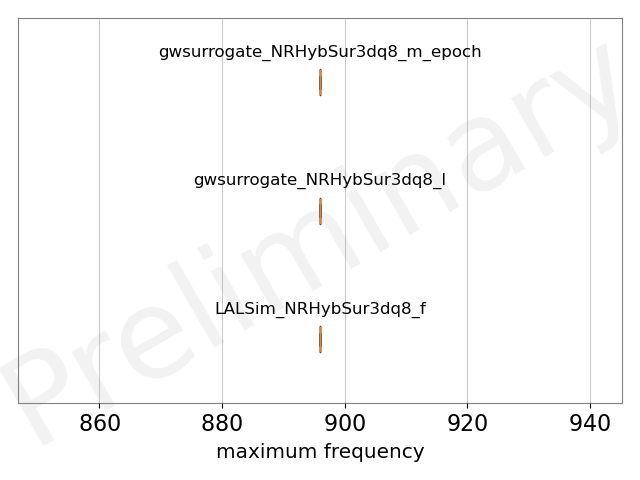 gwsurrogate_NRHybSur3dq8_m_epoch
gwsurrogate_NRHybSur3dq8_l
LALSim_NRHybSur3dq8_f
Preliminary
860 880 900 920 940
maximum frequency